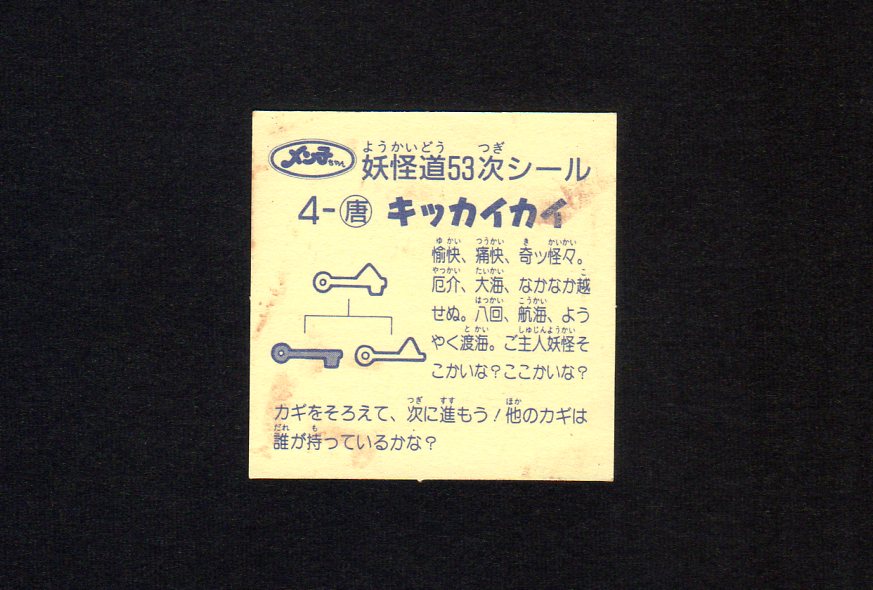 メン子ちゃん
ようかいどう つぎ
妖怪道53次シール
4-唐 キッカイカイ
ゆかい つうかい き かいかい
愉快、痛快、奇ッ怪々。
やっかい たいかい こ
厄介、大海、なかなか越
はっかい こうかい
せぬ。八回、航海、よう
とかい しゅじんようかい
やく渡海。ご主人妖怪そ
こかいな?ここかいな?
つぎ すす ほか
カギをそろえて、次に進もう!他のカギは
だれ も
誰が持っているかな?